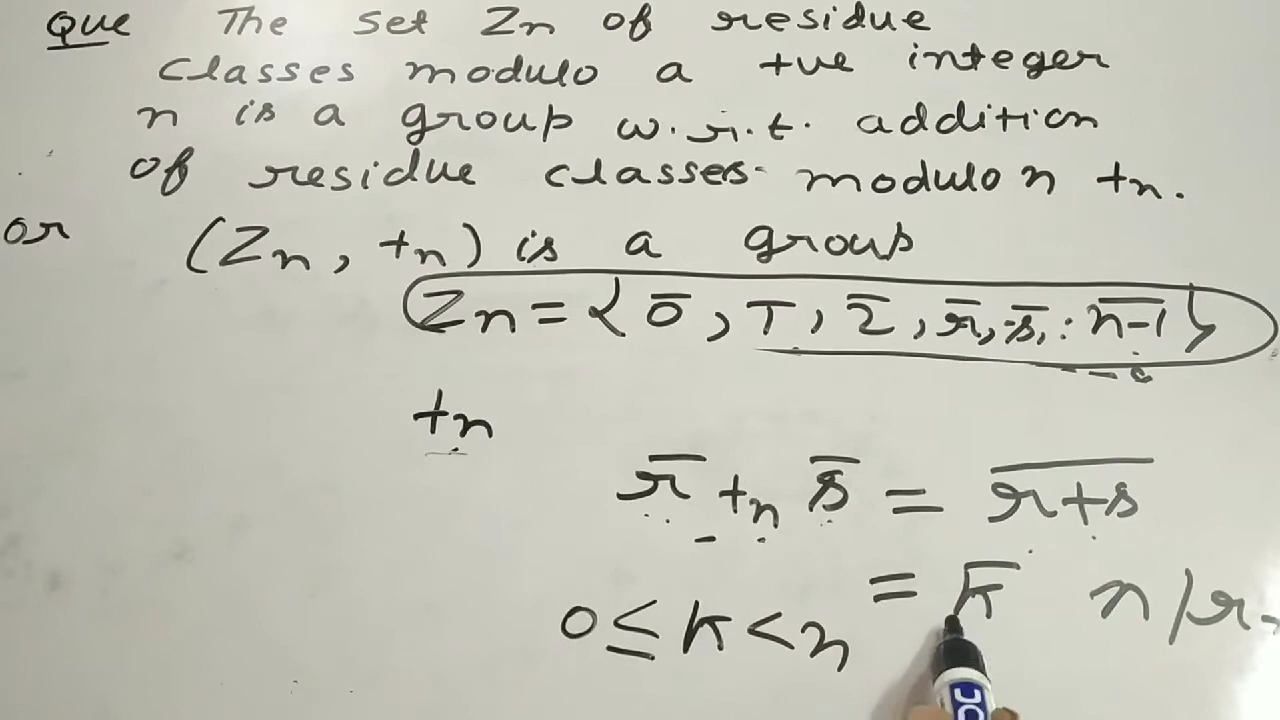 Que The set Zn of residue
classes modulo a +ve integer
n is a group w.r.t. addition
of residue classes modulo n +n.
or (Zn, +n) is a group
Zn = { 0̅, 1̅, 2̅, r̅, s̅, : n̅-̅1̅ }
+n
r̅ +n s̅ = r̅+̅s̅
= k̅ n/r-
0 ≤ k < n